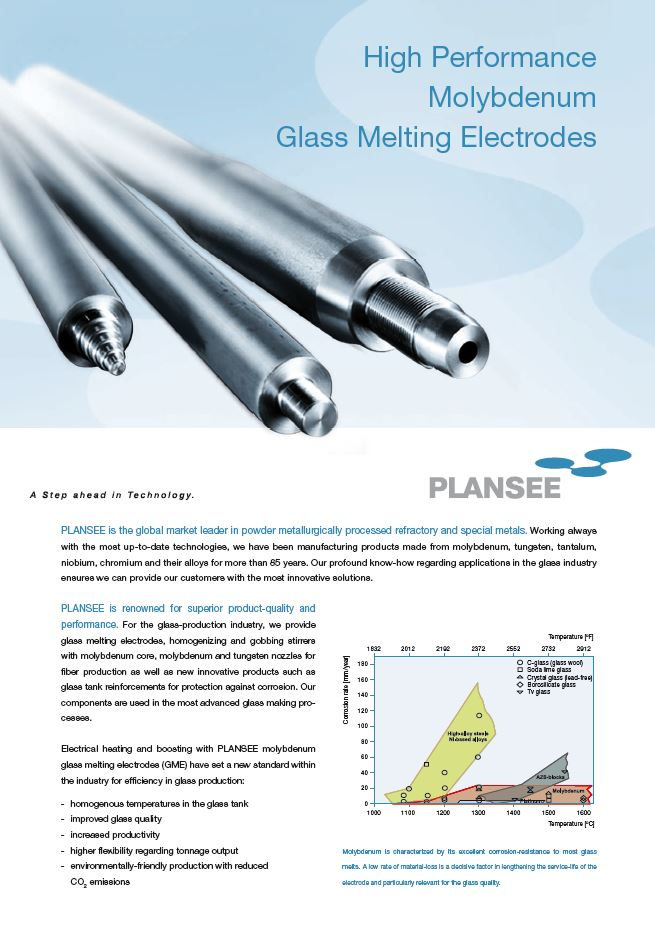 High Performance
Molybdenum
Glass Melting Electrodes
A Step ahead in Technology.
PLANSEE
PLANSEE is the global market leader in powder metallurgically processed refractory and special metals. Working always
with the most up-to-date technologies, we have been manufacturing products made from molybdenum, tungsten, tantalum,
niobium, chromium and their alloys for more than 85 years. Our profound know-how regarding applications in the glass industry
ensures we can provide our customers with the most innovative solutions.
PLANSEE is renowned for superior product-quality and
performance. For the glass-production industry, we provide
glass melting electrodes, homogenizing and gobbing stirrers
with molybdenum core, molybdenum and tungsten nozzles for
fiber production as well as new innovative products such as
glass tank reinforcements for protection against corrosion. Our
components are used in the most advanced glass making pro-
cesses.
Electrical heating and boosting with PLANSEE molybdenum
glass melting electrodes (GME) have set a new standard within
the industry for efficiency in glass production:
- homogenous temperatures in the glass tank
- improved glass quality
- increased productivity
- higher flexibility regarding tonnage output
- environmentally-friendly production with reduced
CO2 emissions
Temperature [ºF]
1832 2012 2192 2372 2552 2732 2912
Corrosion rate [mm/year]
180
160
140
120
100
80
60
40
20
0
C-glass (glass wool)
Soda lime glass
Crystal glass (lead-free)
Borosilicate glass
Tv glass
High-alloy steels
Ni-based alloys
AZS-blocks
Molybdenum
Platinum
1000 1100 1200 1300 1400 1500 1600
Temperature [ºC]
Molybdenum is characterized by its excellent corrosion-resistance to most glass
melts. A low rate of material-loss is a decisive factor in lengthening the service-life of the
electrode and particularly relevant for the glass quality.